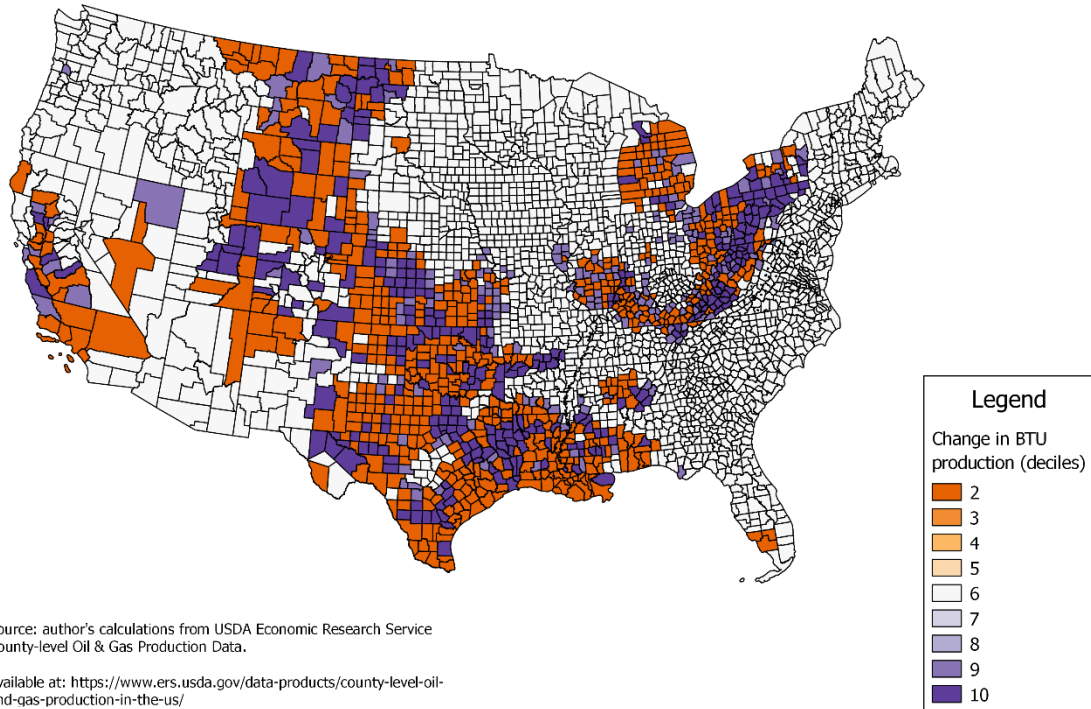 Legend
Change in BTU
production (deciles)
2
3
4
5
6
7
8
9
10
ource: author's calculations from USDA Economic Research Service
ounty-level Oil & Gas Production Data.
vailable at: https://www.ers.usda.gov/data-products/county-level-oil-
nd-gas-production-in-the-us/